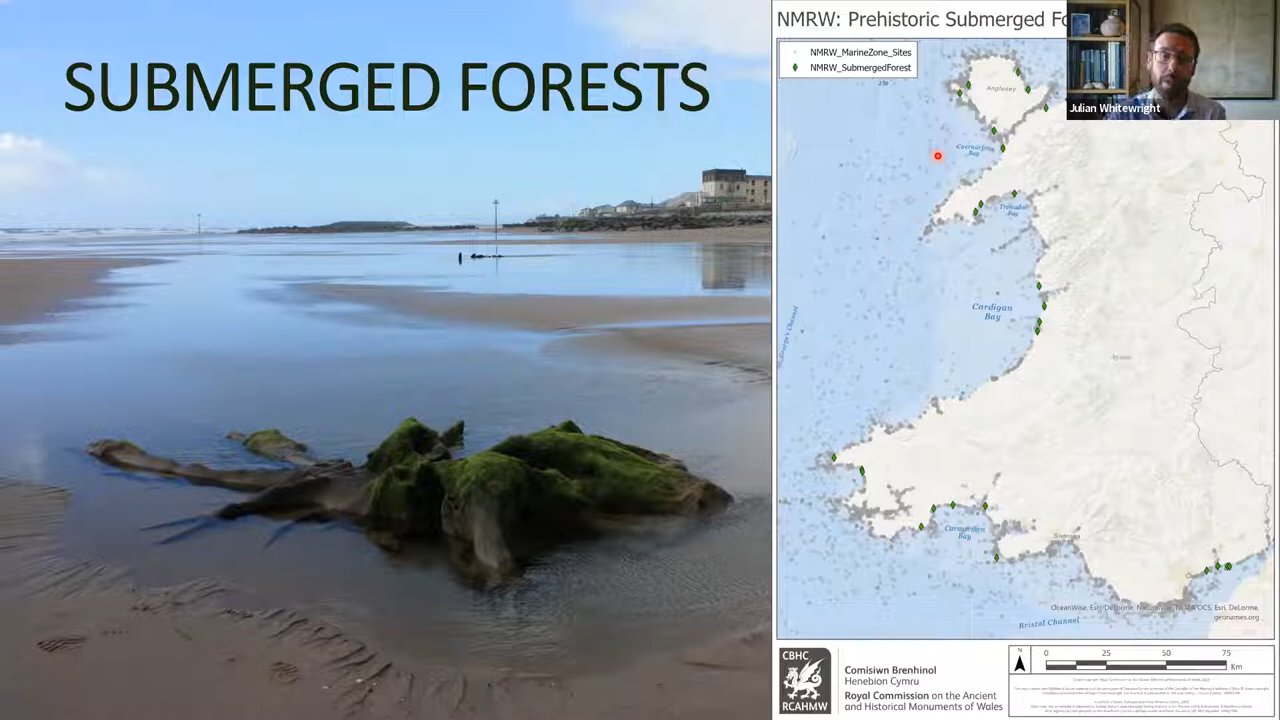 SUBMERGED FORESTS
NMRW: Prehistoric Submerged Fo
NMRW_MarineZone_Sites
NMRW_SubmergedForest
Julian Whitewright
Anglesey
Caernarfon
Bay
Tremadog
Bay
Cardigan
Bay
St George's Channel
Wales
Carmarthen
Bay
Swansea
Bristol Channel
OceanWise, Esri, DeLorme, NaturalVue, NOAA OCS, Esri, DeLorme,
geonames.org
CBHC
RCAHMW
Comisiwn Brenhinol
Henebion Cymru
Royal Commission on the Ancient
and Historical Monuments of Wales
N
0 25 50 75
Km